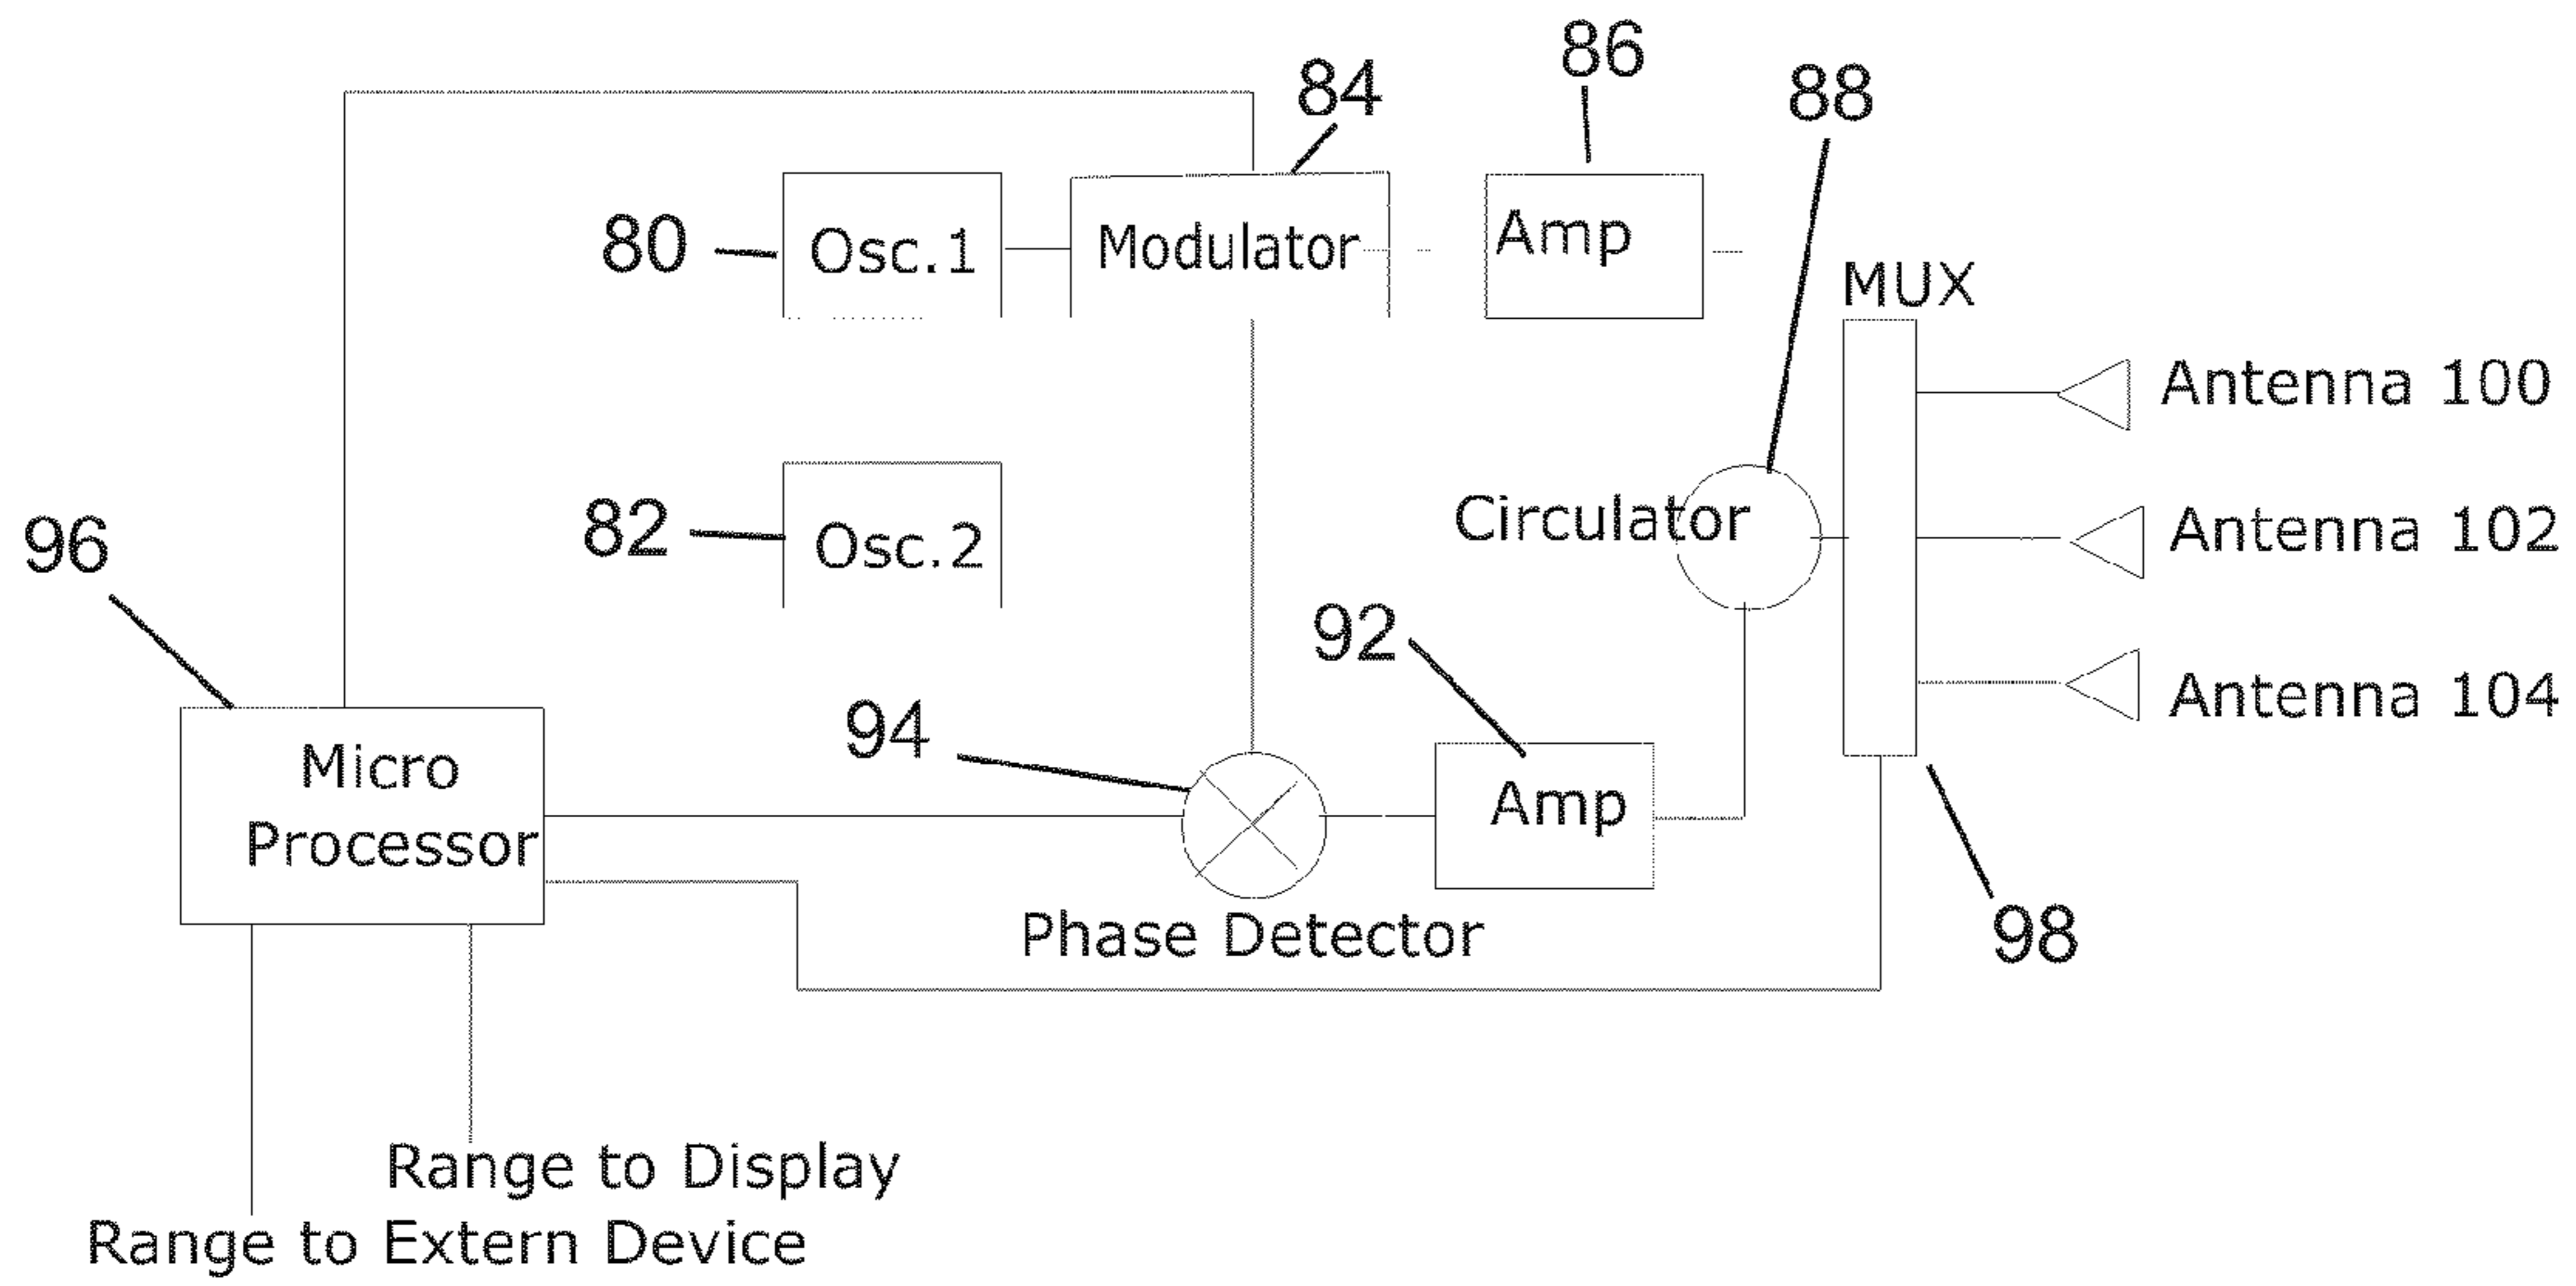 86
84
88
80
Osc.1
Modulator
Amp
MUX
Antenna 100
82
Osc.2
Circulator
Antenna 102
96
92
Antenna 104
94
Micro
Processor
Amp
Phase Detector
98
Range to Display
Range to Extern Device